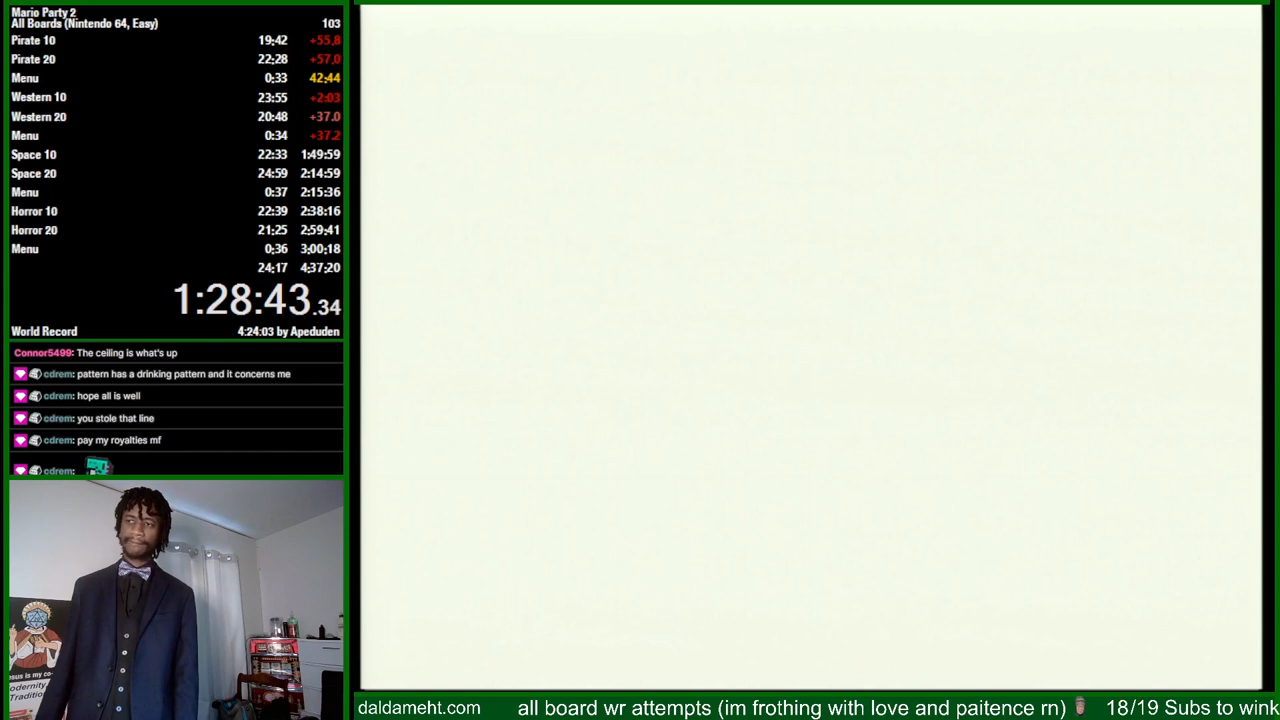 Mario Party 2
All Boards (Nintendo 64, Easy) 103
Pirate 10 19:42 +55.8
Pirate 20 22:28 +57.0
Menu 0:33 42:44
Western 10 23:55 +2:03
Western 20 20:48 +37.0
Menu 0:34 +37.2
Space 10 22:33 1:49:59
Space 20 24:59 2:14:59
Menu 0:37 2:15:36
Horror 10 22:39 2:38:16
Horror 20 21:25 2:59:41
Menu 0:36 3:00:18
24:17 4:37:20
1:28:43.34
World Record 4:24:03 by Apeduden
Connor5499: The ceiling is what's up
cdrem: pattern has a drinking pattern and it concerns me
cdrem: hope all is well
cdrem: you stole that line
cdrem: pay my royalties mf
cdrem:
esus is my co-
odernity
Tradition
daldameht.com all board wr attempts (im frothing with love and paitence rn) 18/19 Subs to wink